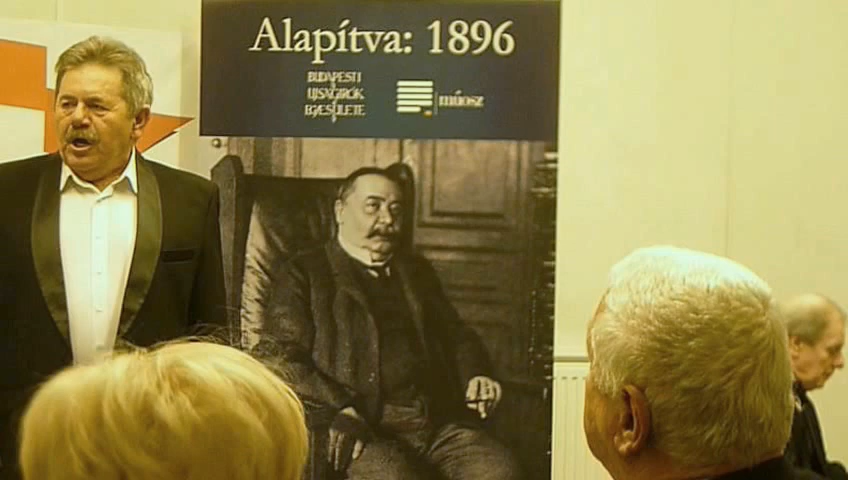 Alapítva: 1896
BUDAPESTI
ÚJSÁGÍRÓK
EGYESÜLETE
múosz